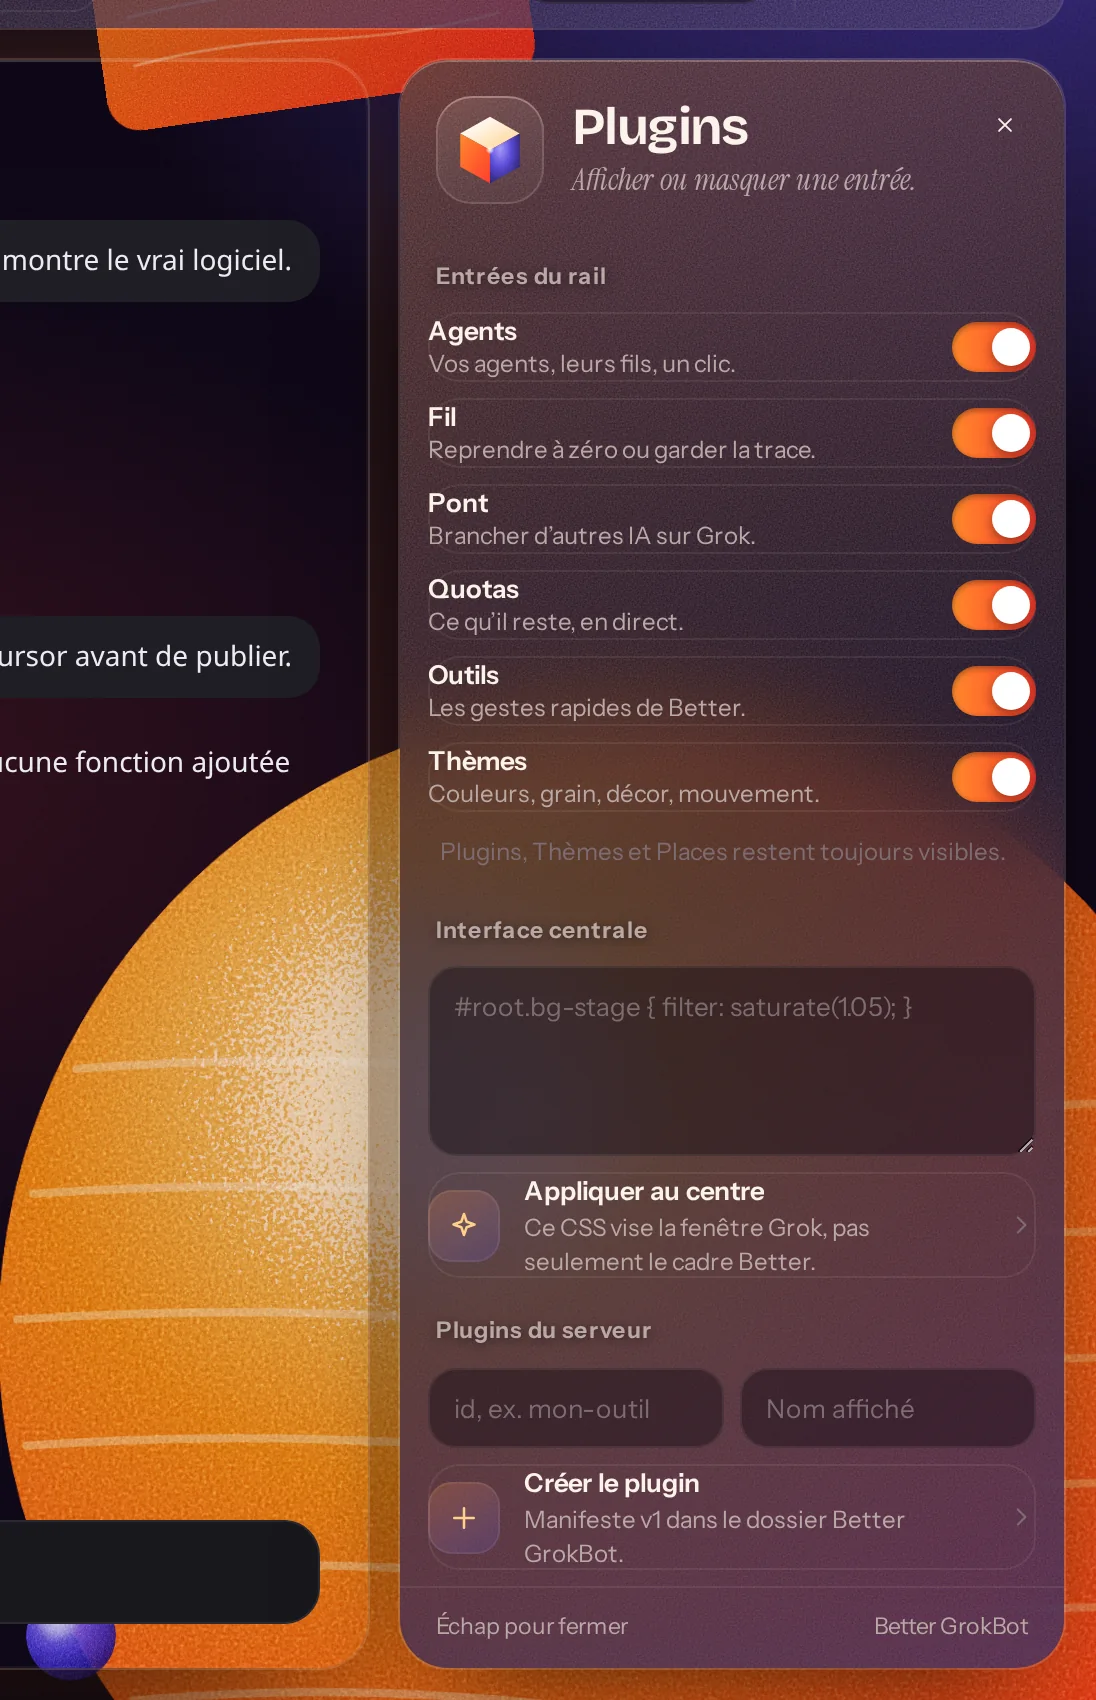 montre le vrai logiciel.
ursor avant de publier.
ucune fonction ajoutée
Plugins
Afficher ou masquer une entrée.
Entrées du rail
Agents
Vos agents, leurs fils, un clic.
Fil
Reprendre à zéro ou garder la trace.
Pont
Brancher d’autres IA sur Grok.
Quotas
Ce qu’il reste, en direct.
Outils
Les gestes rapides de Better.
Thèmes
Couleurs, grain, décor, mouvement.
Plugins, Thèmes et Places restent toujours visibles.
Interface centrale
#root.bg-stage { filter: saturate(1.05); }
Appliquer au centre
Ce CSS vise la fenêtre Grok, pas
seulement le cadre Better.
Plugins du serveur
id, ex. mon-outil
Nom affiché
Créer le plugin
Manifeste v1 dans le dossier Better
GrokBot.
Échap pour fermer
Better GrokBot